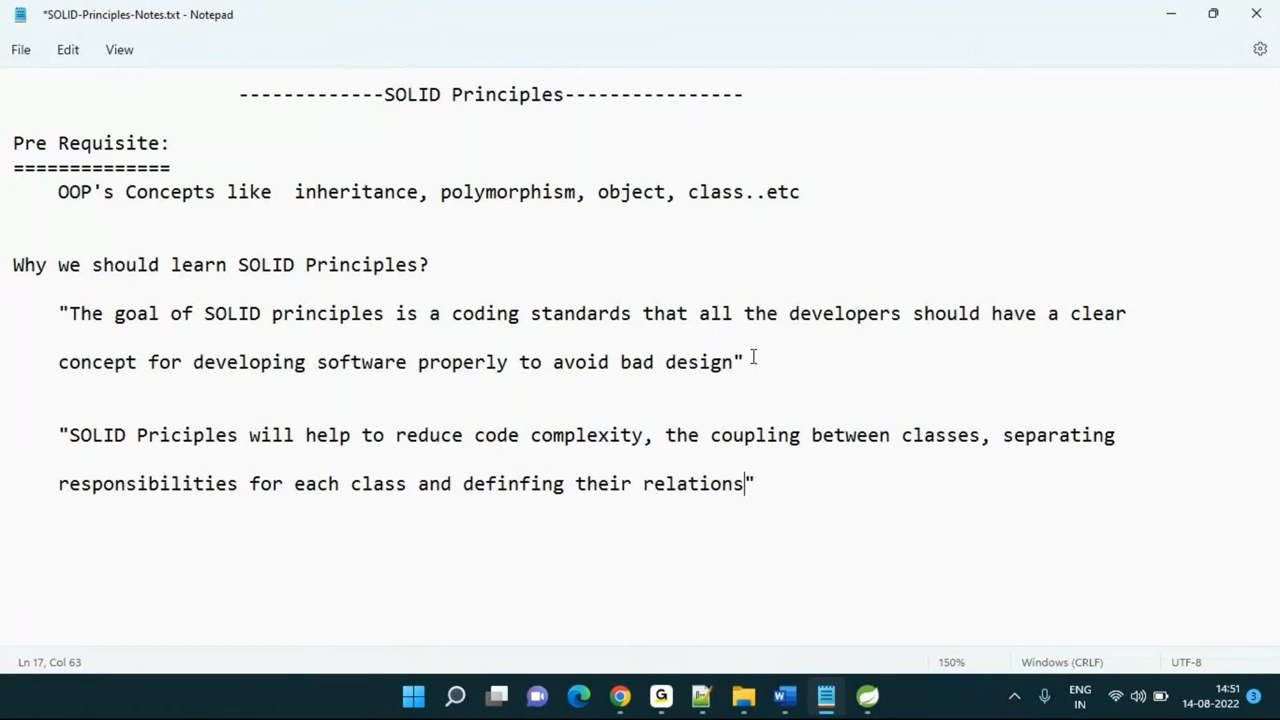 *SOLID-Principles-Notes.txt - Notepad
File Edit View
-------------SOLID Principles----------------
Pre Requisite:
==============
OOP's Concepts like  inheritance, polymorphism, object, class..etc
Why we should learn SOLID Principles?
"The goal of SOLID principles is a coding standards that all the developers should have a clear
concept for developing software properly to avoid bad design"
"SOLID Priciples will help to reduce code complexity, the coupling between classes, separating
responsibilities for each class and definfing their relations"
Ln 17, Col 63 150% Windows (CRLF) UTF-8
ENG 14:51
IN 14-08-2022 3